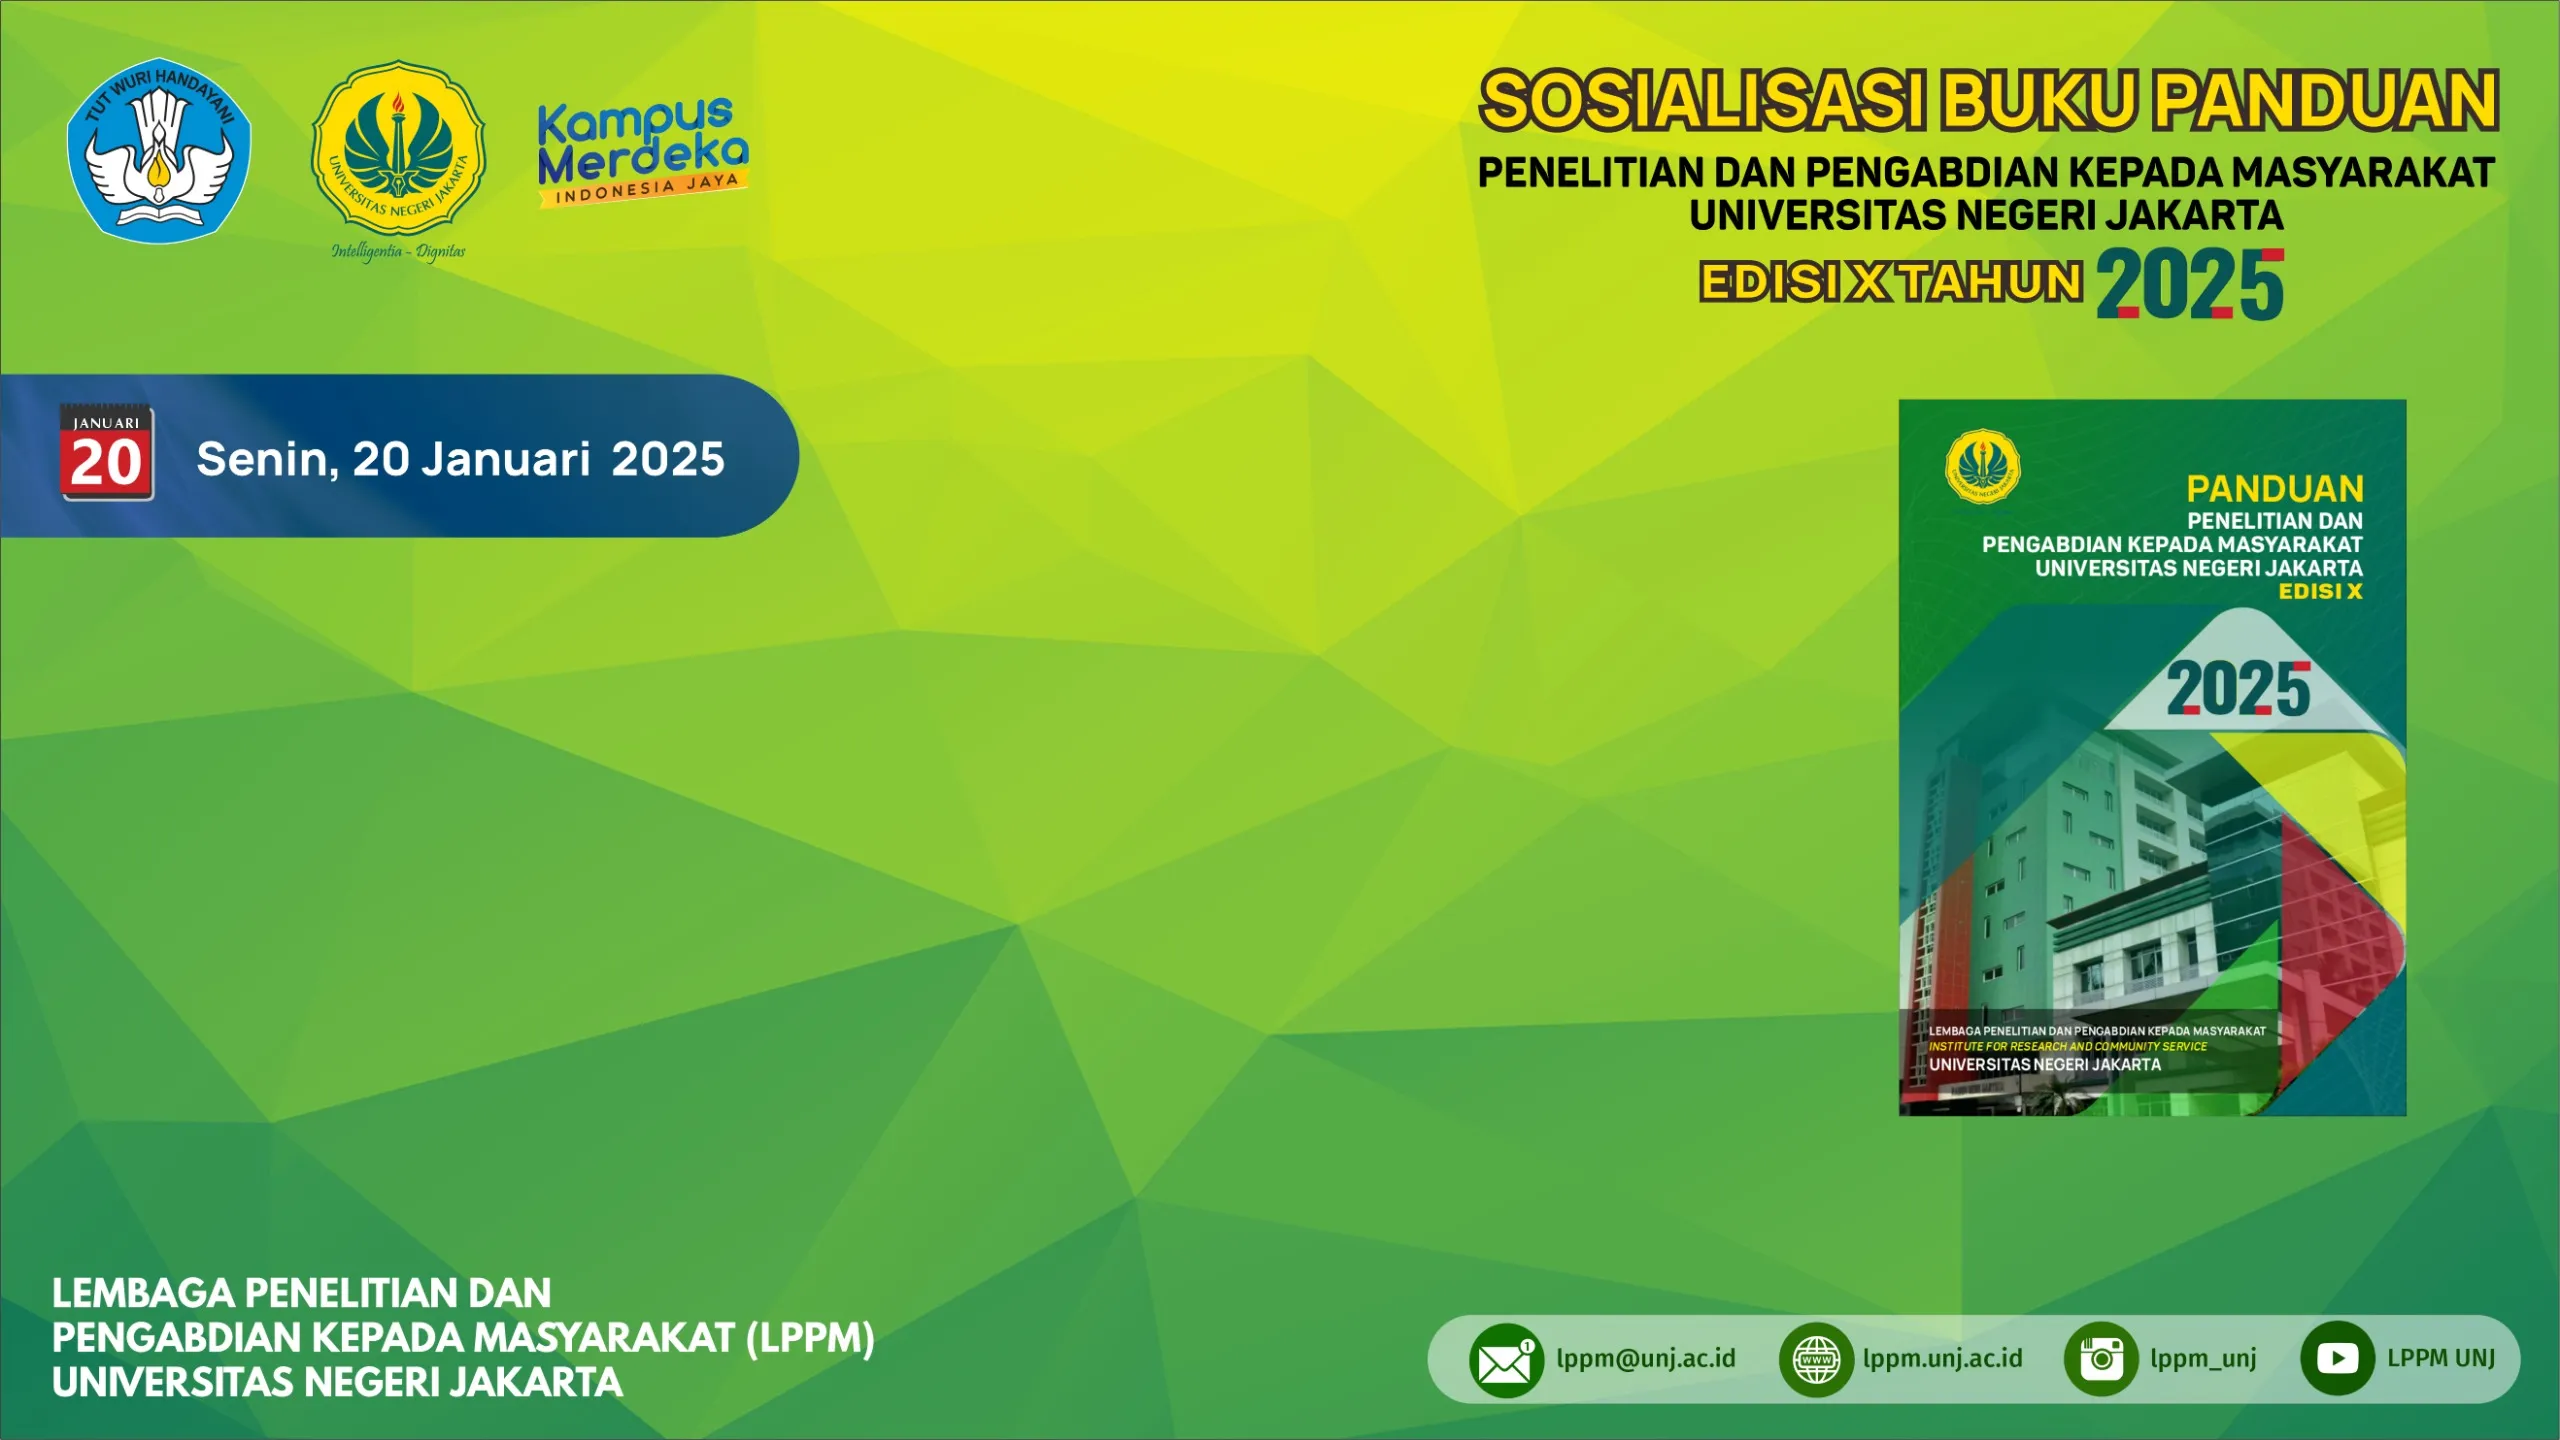 TUT WURI HANDAYANI
UNIVERSITAS NEGERI JAKARTA
Intelligentia - Dignitas
Kampus
Merdeka
INDONESIA JAYA
SOSIALISASI BUKU PANDUAN
PENELITIAN DAN PENGABDIAN KEPADA MASYARAKAT
UNIVERSITAS NEGERI JAKARTA
EDISI X TAHUN 2025
JANUARI
20
Senin, 20 Januari 2025
UNIVERSITAS NEGERI JAKARTA
PANDUAN
PENELITIAN DAN
PENGABDIAN KEPADA MASYARAKAT
UNIVERSITAS NEGERI JAKARTA
EDISI X
2025
LEMBAGA PENELITIAN DAN PENGABDIAN KEPADA MASYARAKAT
INSTITUTE FOR RESEARCH AND COMMUNITY SERVICE
UNIVERSITAS NEGERI JAKARTA
LEMBAGA PENELITIAN DAN
PENGABDIAN KEPADA MASYARAKAT (LPPM)
UNIVERSITAS NEGERI JAKARTA
1
lppm@unj.ac.id
www
lppm.unj.ac.id
lppm_unj
LPPM UNJ